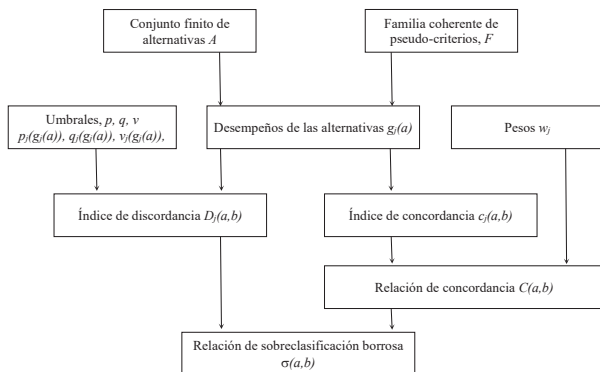 Conjunto finito de
alternativas A
Familia coherente de
pseudo-criterios, F
Umbrales, p, q, v
pj(gj(a)), qj(gj(a)), vj(gj(a)),
Desempeños de las alternativas gj(a)
Pesos wj
Índice de discordancia Dj(a,b)
Índice de concordancia cj(a,b)
Relación de concordancia C(a,b)
Relación de sobreclasificación borrosa
σ(a,b)